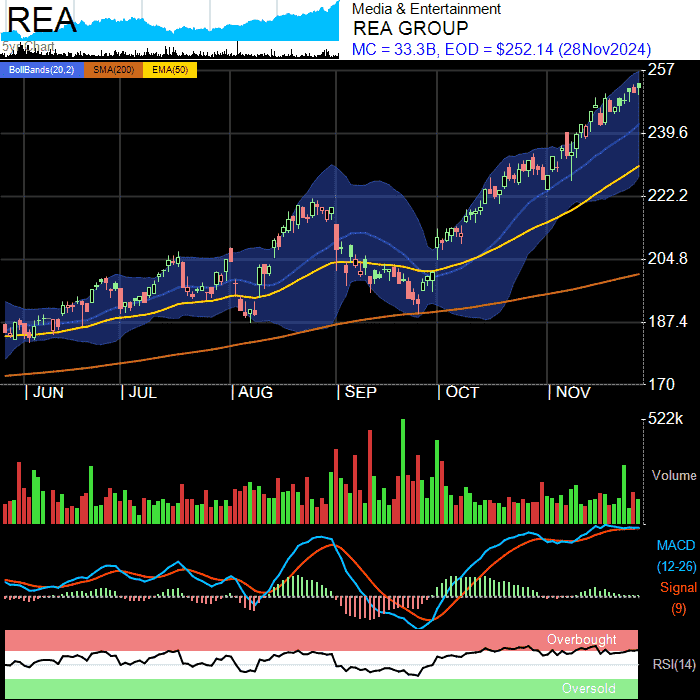 REA
Media & Entertainment
REA GROUP
MC = 33.3B, EOD = $252.14 (28Nov2024)
BollBands(20,2) SMA(200) EMA(50)
257
239.6
222.2
204.8
187.4
170
JUN JUL AUG SEP OCT NOV
522k
Volume
MACD
(12-26)
Signal
(9)
Overbought
RSI(14)
Oversold